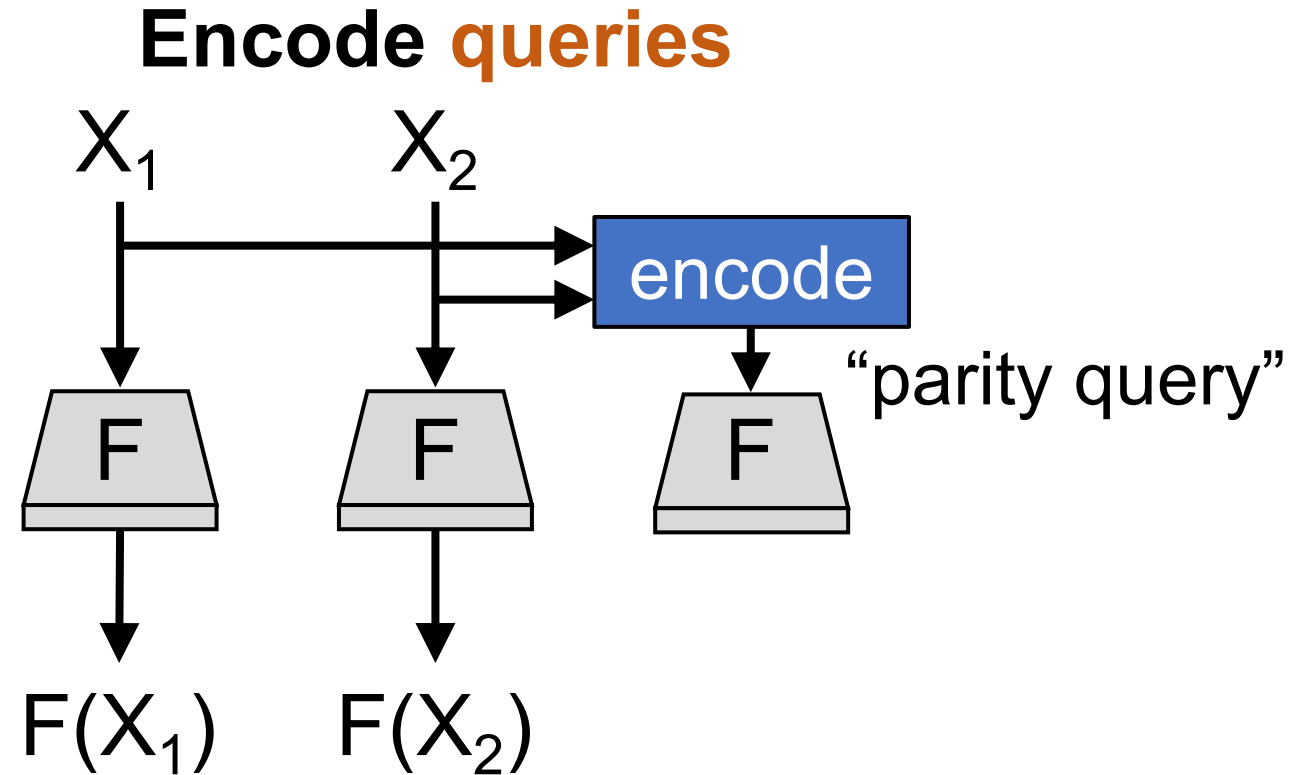 Encode queries
X₁ X₂
encode
“parity query”
F F F
F(X₁) F(X₂)